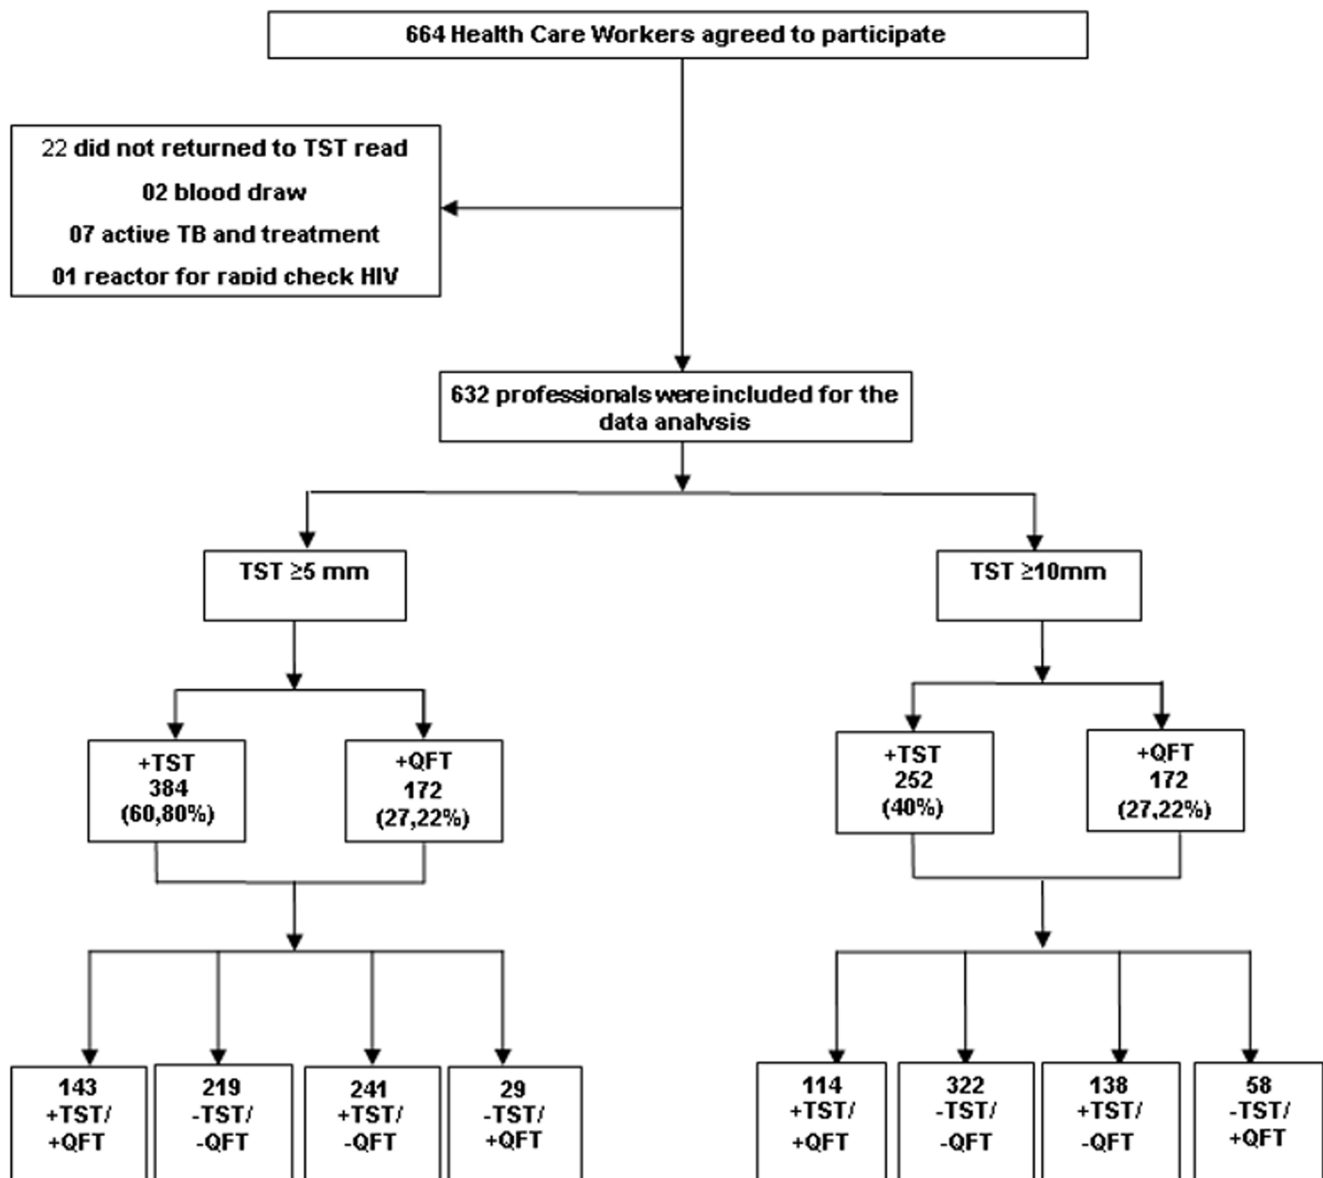 664 Health Care Workers agreed to participate
22 did not returned to TST read
02 blood draw
07 active TB and treatment
01 reactor for rapid check HIV
632 professionals were included for the
data analysis
TST ≥5 mm
TST ≥10mm
+TST
384
(60,80%)
+QFT
172
(27,22%)
+TST
252
(40%)
+QFT
172
(27,22%)
143
+TST/
+QFT
219
-TST/
-QFT
241
+TST/
-QFT
29
-TST/
+QFT
114
+TST/
+QFT
322
-TST/
-QFT
138
+TST/
-QFT
58
-TST/
+QFT